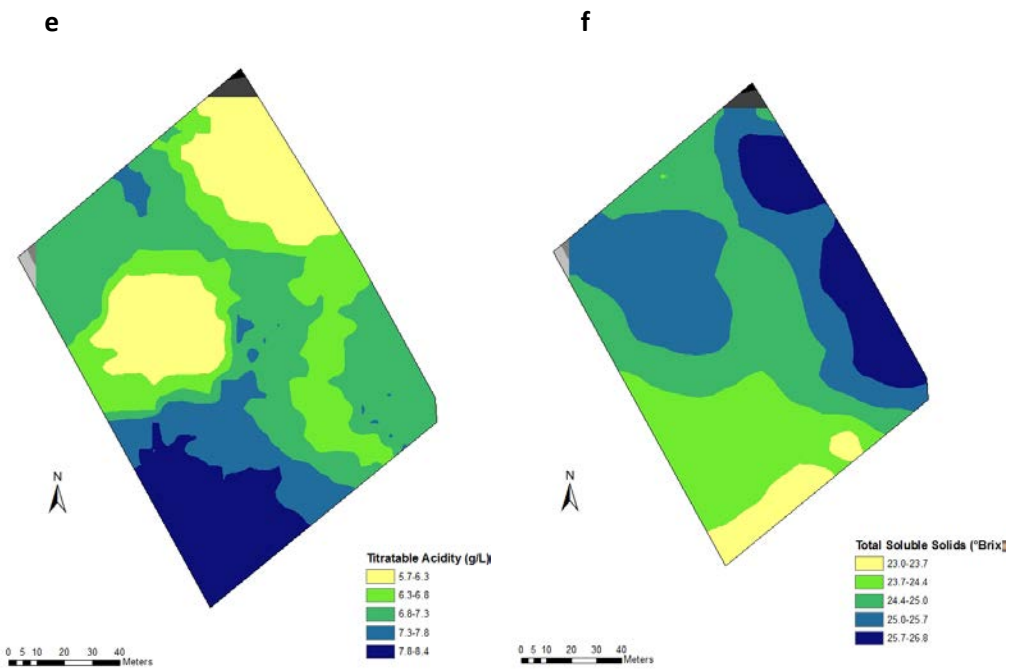 e
f
N
N
Titratable Acidity (g/L)
5.7-6.3
6.3-6.8
6.8-7.3
7.3-7.8
7.8-8.4
Total Soluble Solids (°Brix)
23.0-23.7
23.7-24.4
24.4-25.0
25.0-25.7
25.7-26.8
0 5 10 20 30 40 Meters
0 5 10 20 30 40 Meters